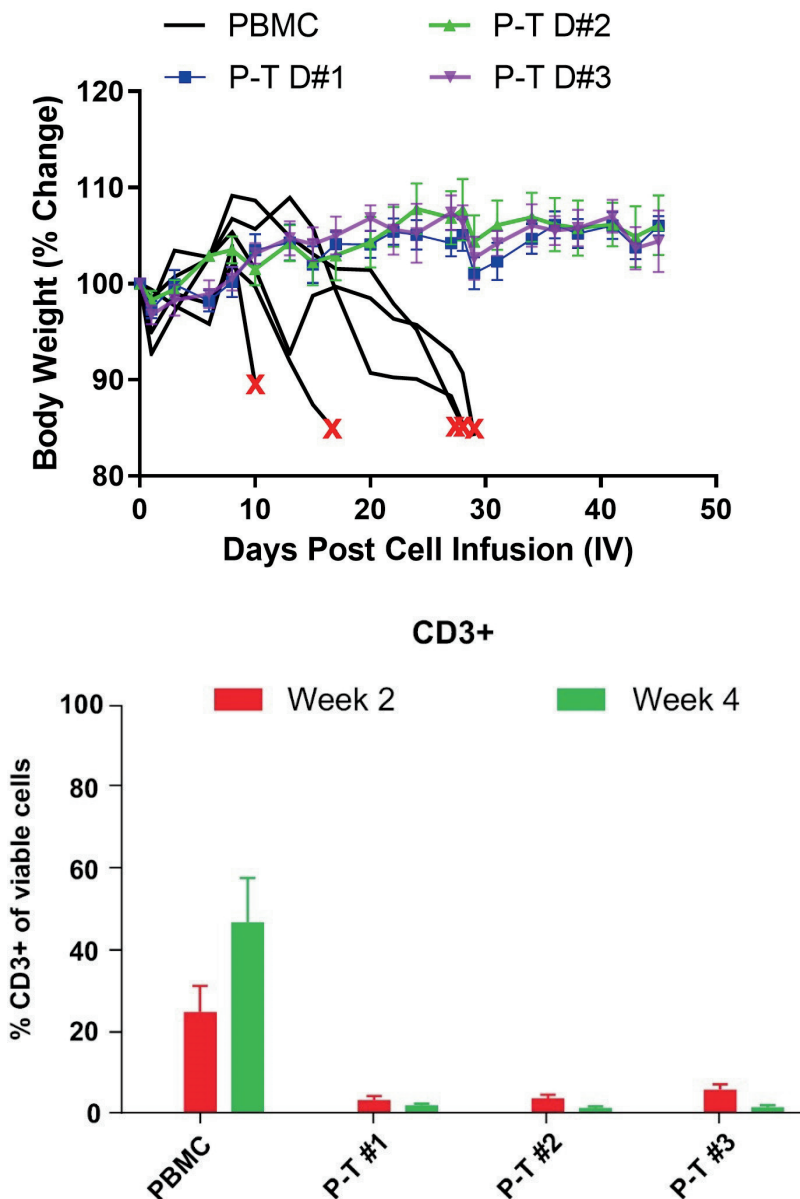 PBMC P-T D#2
P-T D#1 P-T D#3
120
110
100
90
80
Body Weight (% Change)
X X X X X
0 10 20 30 40 50
Days Post Cell Infusion (IV)
CD3+
Week 2 Week 4
100
80
60
40
20
0
% CD3+ of viable cells
PBMC P-T #1 P-T #2 P-T #3